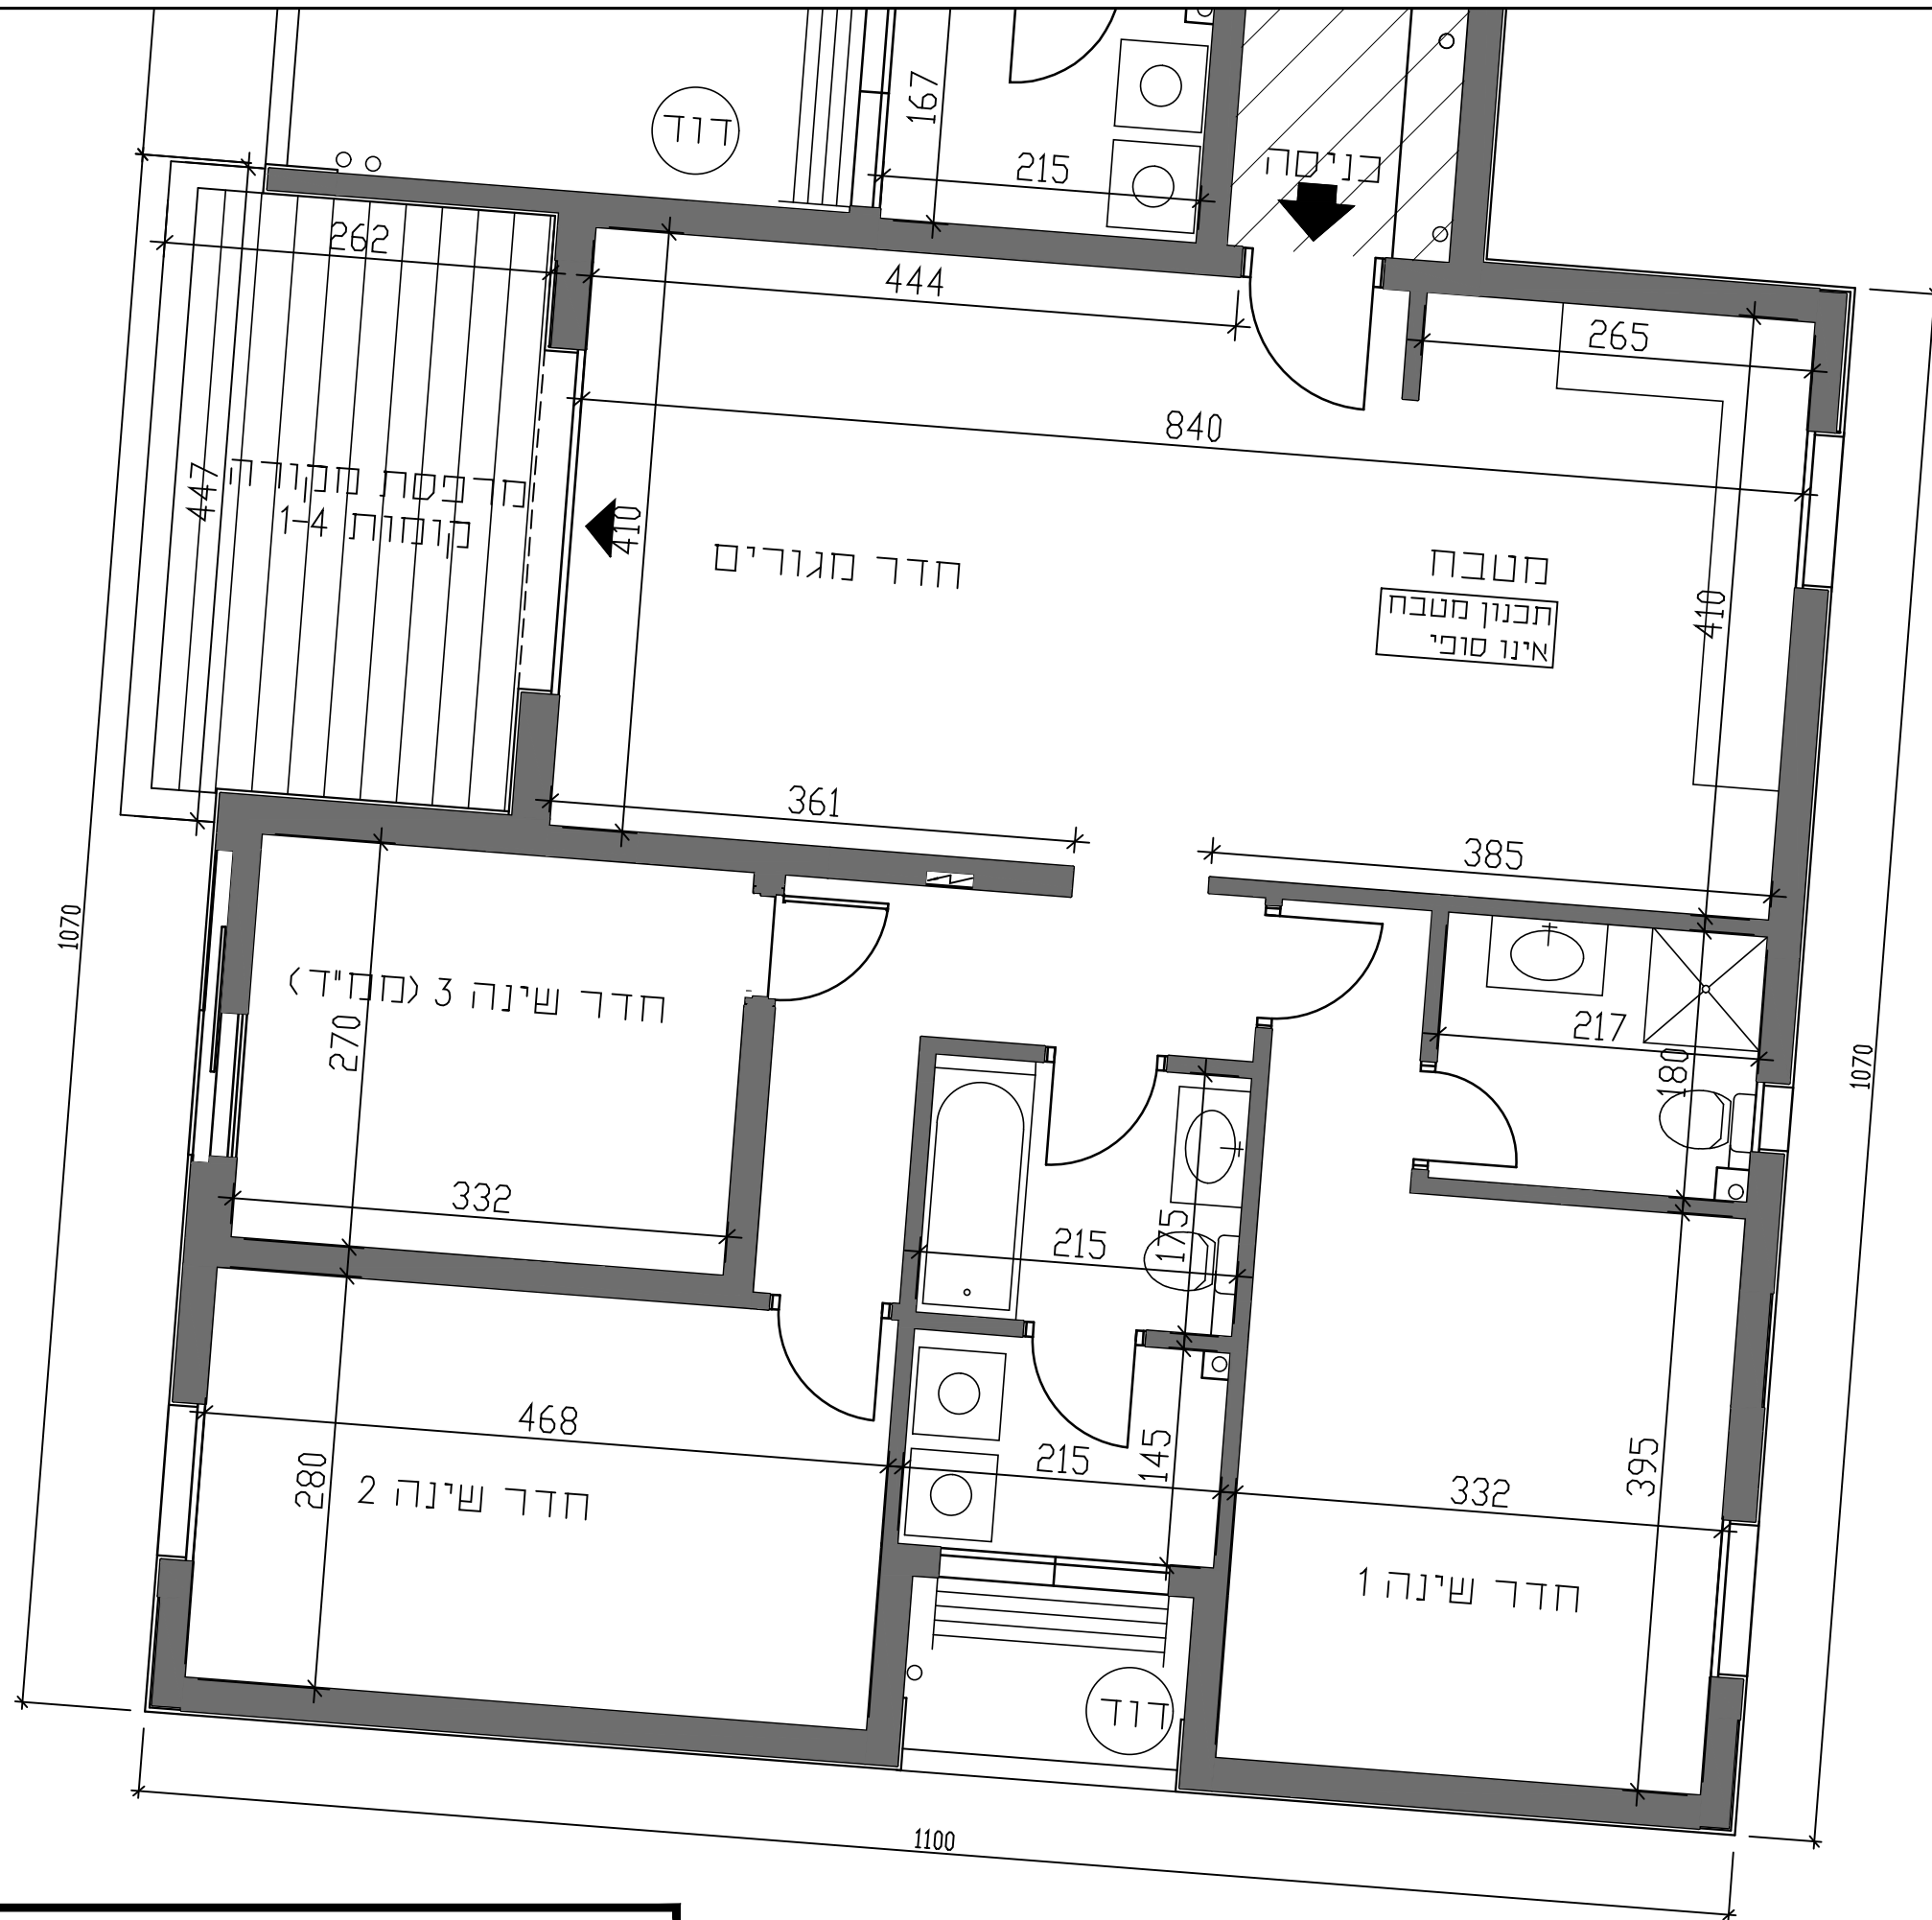 167
דוד
215
כניסה
262
444
265
840
447
מרפסת מקורה
קומות 1-4
410
חדר מגורים
מטבח
תכנון מטבח
אינו סופי
410
361
385
1070
חדר שינה 3 (ממ"ד)
270
217
180
1070
332
215
175
468
215
145
332
395
280
חדר שינה 2
חדר שינה 1
דוד
1100